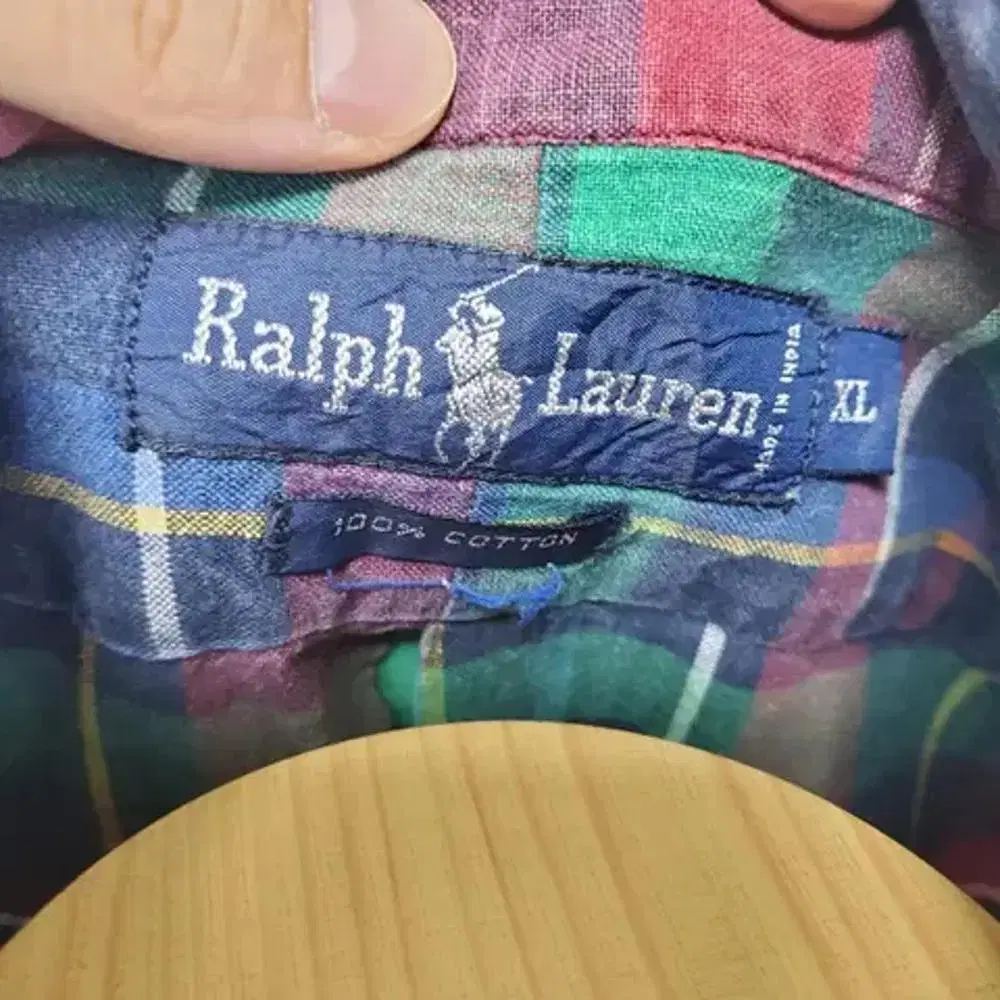 Ralph Lauren
MADE IN INDIA
XL
100% COTTON